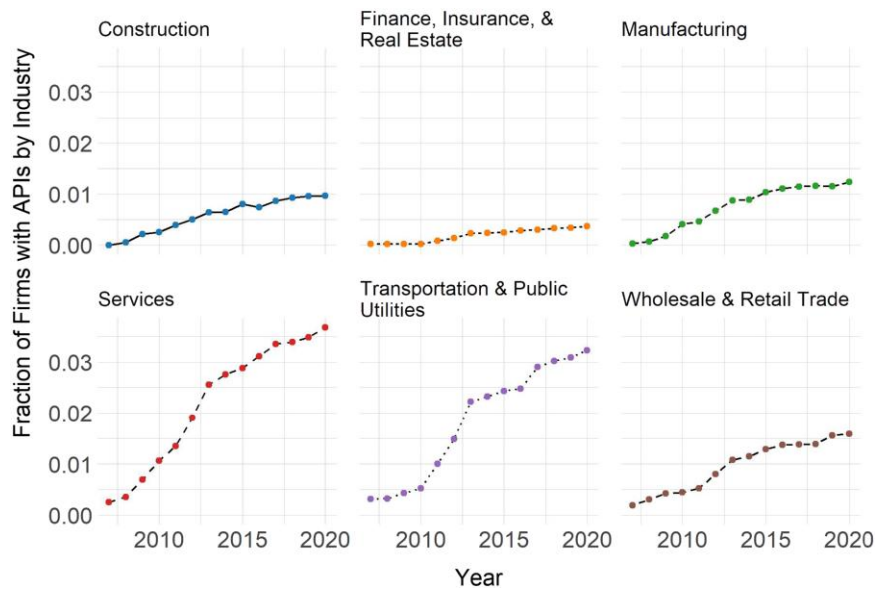 Fraction of Firms with APIs by Industry
Construction
Finance, Insurance, &
Real Estate
Manufacturing
0.03
0.02
0.01
0.00
Services
Transportation & Public
Utilities
Wholesale & Retail Trade
0.03
0.02
0.01
0.00
2010 2015 2020
2010 2015 2020
2010 2015 2020
Year